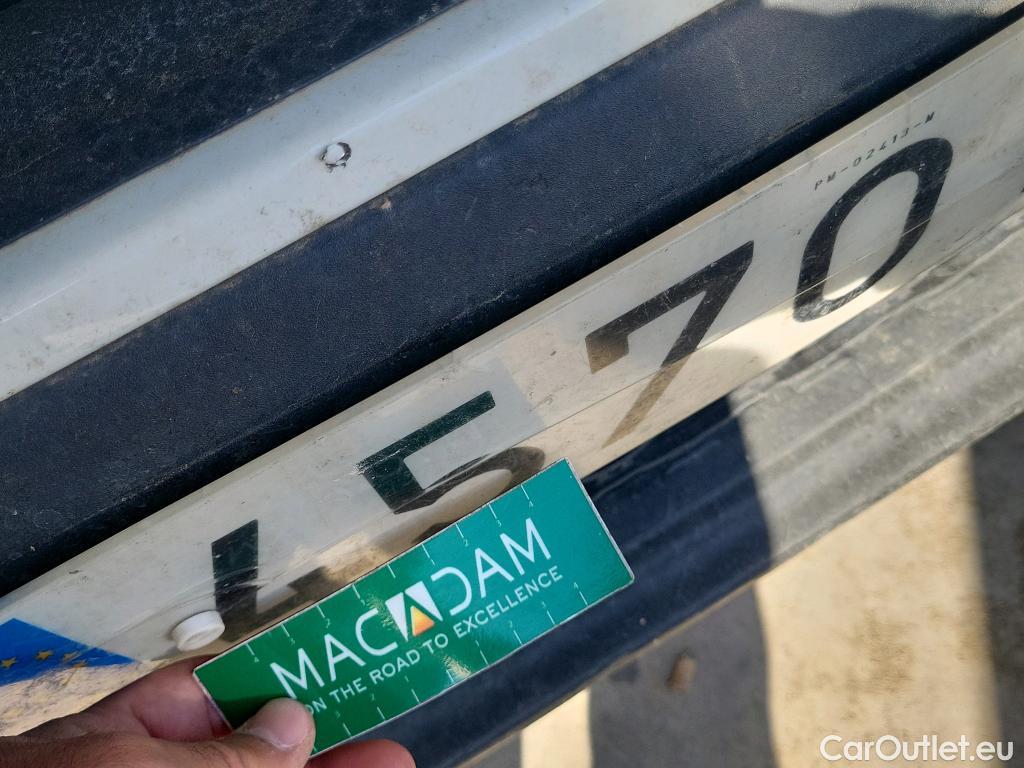 PM-02413-M
4570
MACADAM
ON THE ROAD TO EXCELLENCE
CarOutlet.eu